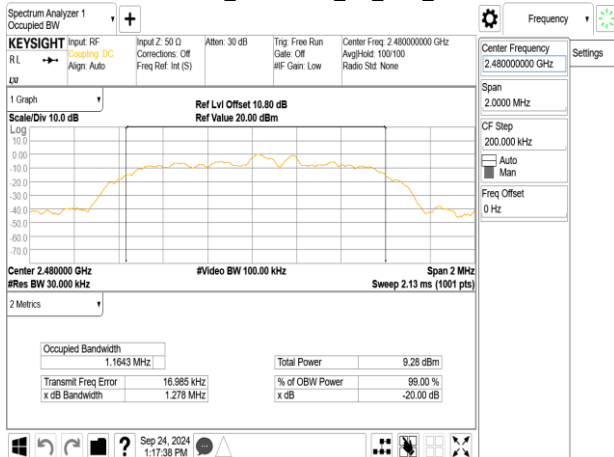 Spectrum Analyzer 1
Occupied BW
Frequency
KEYSIGHT
Input: RF
Coupling: DC
Align: Auto
Input Z: 50 Ω
Corrections: Off
Freq Ref: Int (S)
Atten: 30 dB
Trig: Free Run
Gate: Off
#IF Gain: Low
Center Freq: 2.480000000 GHz
Avg|Hold: 100/100
Radio Std: None
RL
LXI
Center Frequency
2.480000000 GHz
Settings
Span
2.0000 MHz
CF Step
200.000 kHz
Auto
Man
Freq Offset
0 Hz
1 Graph
Scale/Div 10.0 dB
Ref Lvl Offset 10.80 dB
Ref Value 20.00 dBm
Log
10.0
0.00
-10.0
-20.0
-30.0
-40.0
-50.0
-60.0
-70.0
Center 2.480000 GHz
#Video BW 100.00 kHz
Span 2 MHz
#Res BW 30.000 kHz
Sweep 2.13 ms (1001 pts)
2 Metrics
Occupied Bandwidth
1.1643 MHz
Total Power 9.28 dBm
Transmit Freq Error 16.985 kHz
% of OBW Power 99.00 %
x dB Bandwidth 1.278 MHz
x dB -20.00 dB
Sep 24, 2024
1:17:38 PM